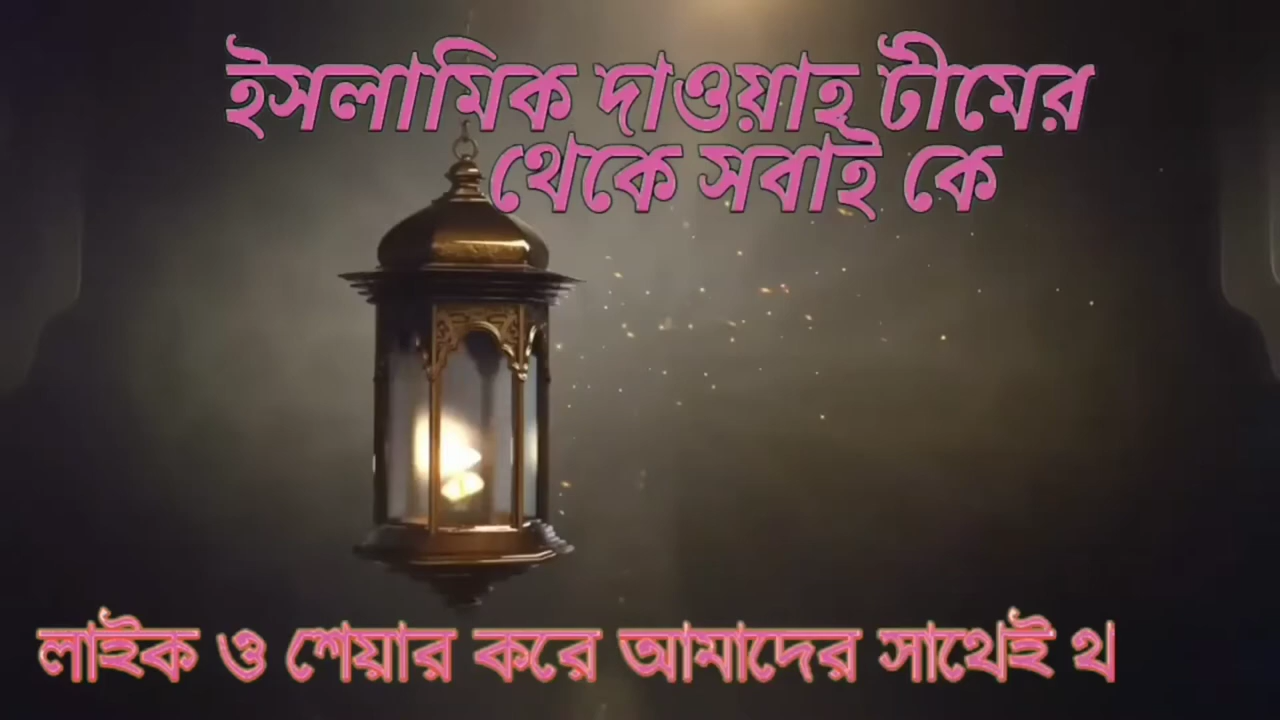 ইসলামিক দাওয়াহ টীমের
থেকে সবাই কে
লাইক ও শেয়ার করে আমাদের সাথেই থ